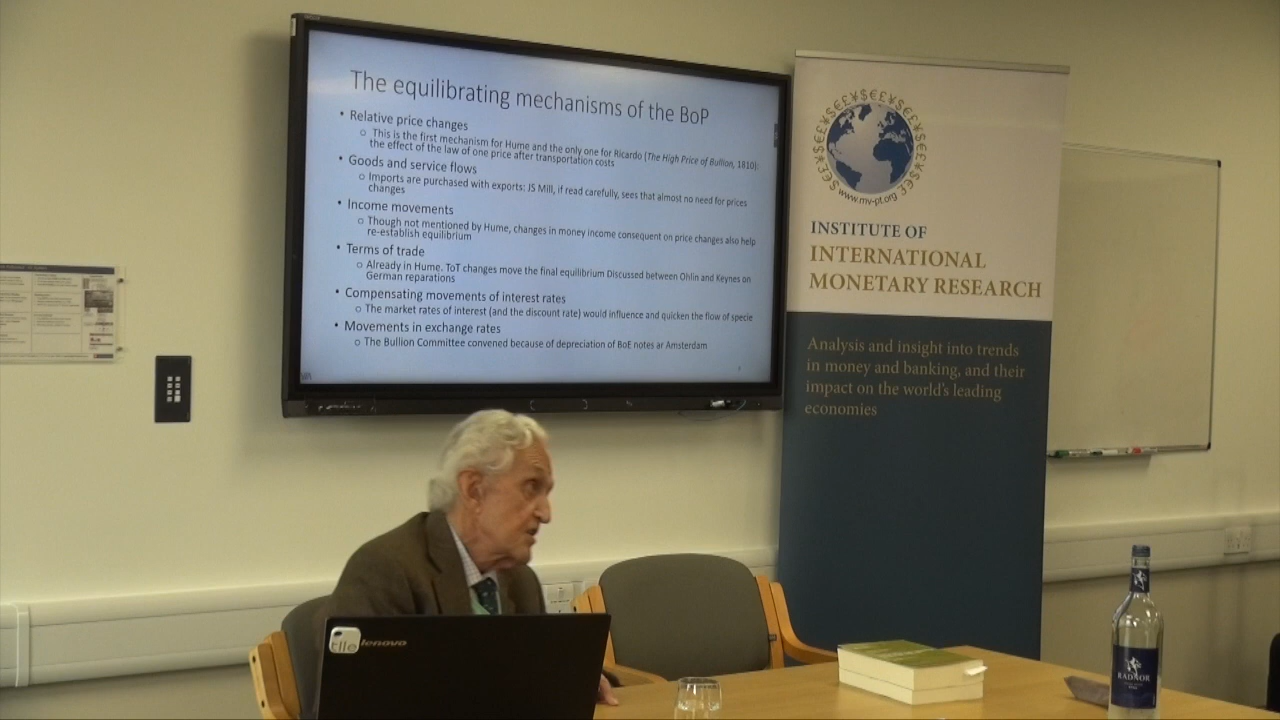 The equilibrating mechanisms of the BoP
• Relative price changes
○ This is the first mechanism for Hume and the only one for Ricardo (The High Price of Bullion, 1810):
the effect of the law of one price after transportation costs
• Goods and service flows
○ Imports are purchased with exports: JS Mill, if read carefully, sees that almost no need for prices
changes
• Income movements
○ Though not mentioned by Hume, changes in money income consequent on price changes also help
re-establish equilibrium
• Terms of trade
○ Already in Hume. ToT changes move the final equilibrium Discussed between Ohlin and Keynes on
German reparations
• Compensating movements of interest rates
○ The market rates of interest (and the discount rate) would influence and quicken the flow of specie
• Movements in exchange rates
○ The Bullion Committee convened because of depreciation of BoE notes ar Amsterdam
www.mv-pt.org
INSTITUTE OF
INTERNATIONAL
MONETARY RESEARCH
Analysis and insight into trends
in money and banking, and their
impact on the world's leading
economies
lenovo
RADNOR